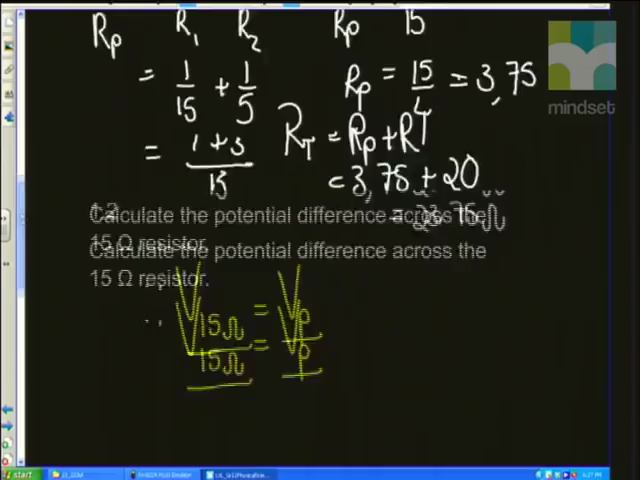 Rp R1 R2 Rp 15
= 1/15 + 1/5 Rp = 15/4 = 3,75
mindset
= 1+3/15 RT = Rp + R
= 3,75 + 20
= 23,75Ω
Calculate the potential difference across the
15 Ω resistor.
Calculate the potential difference across the
15 Ω resistor.
V15Ω = Vp
V15Ω = Vp
start